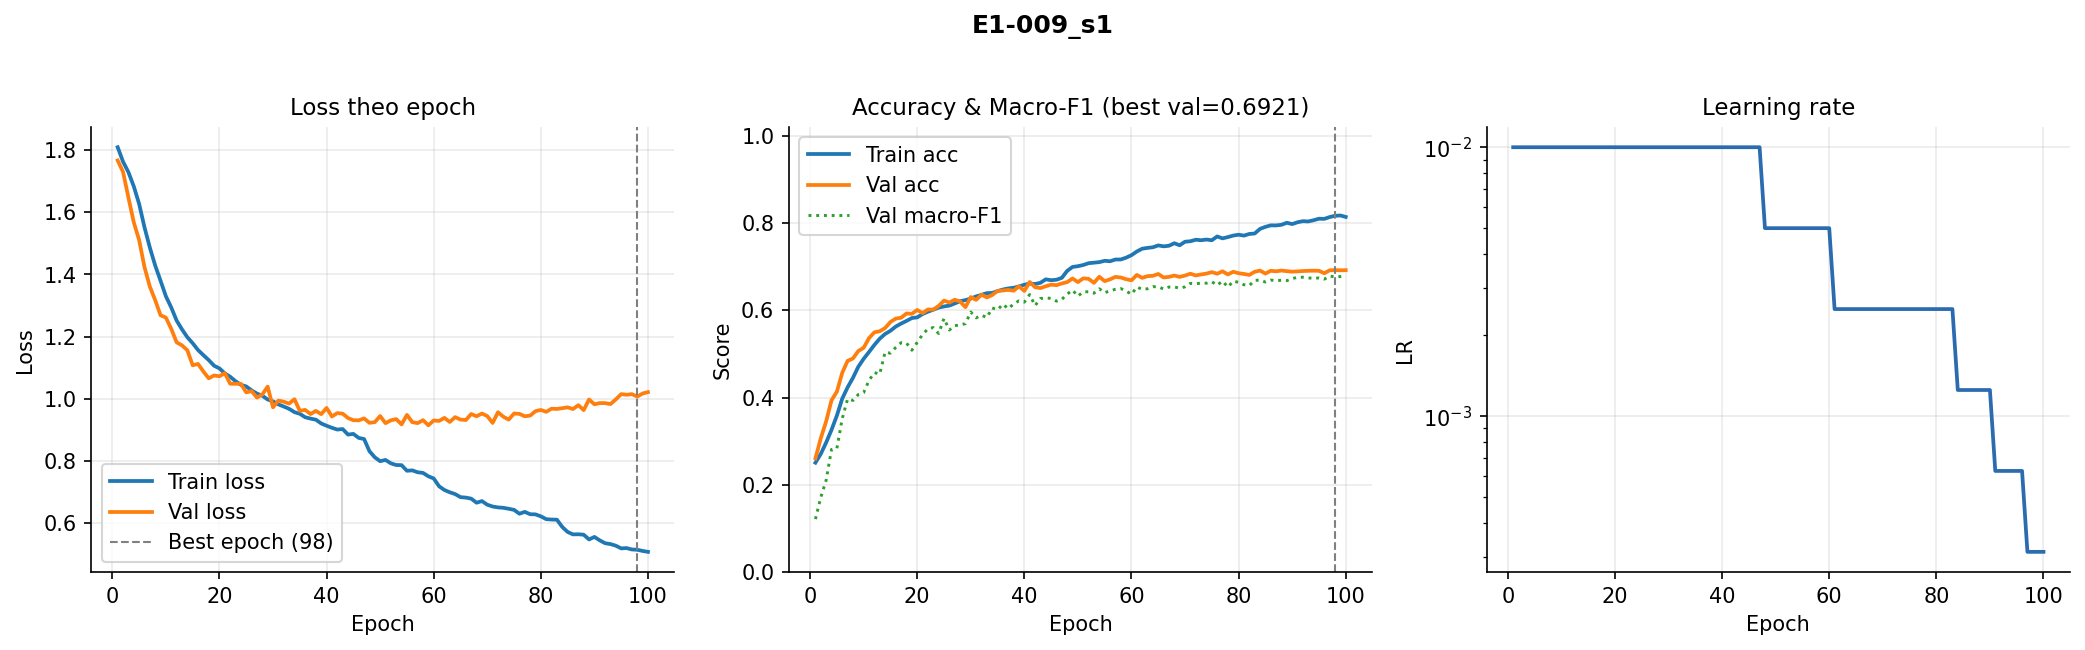 E1-009_s1
Loss theo epoch
Loss
1.8
1.6
1.4
1.2
1.0
0.8
0.6
Train loss
Val loss
Best epoch (98)
0 20 40 60 80 100
Epoch
Accuracy & Macro-F1 (best val=0.6921)
Score
1.0
0.8
0.6
0.4
0.2
0.0
Train acc
Val acc
Val macro-F1
0 20 40 60 80 100
Epoch
Learning rate
LR
10⁻²
10⁻³
0 20 40 60 80 100
Epoch